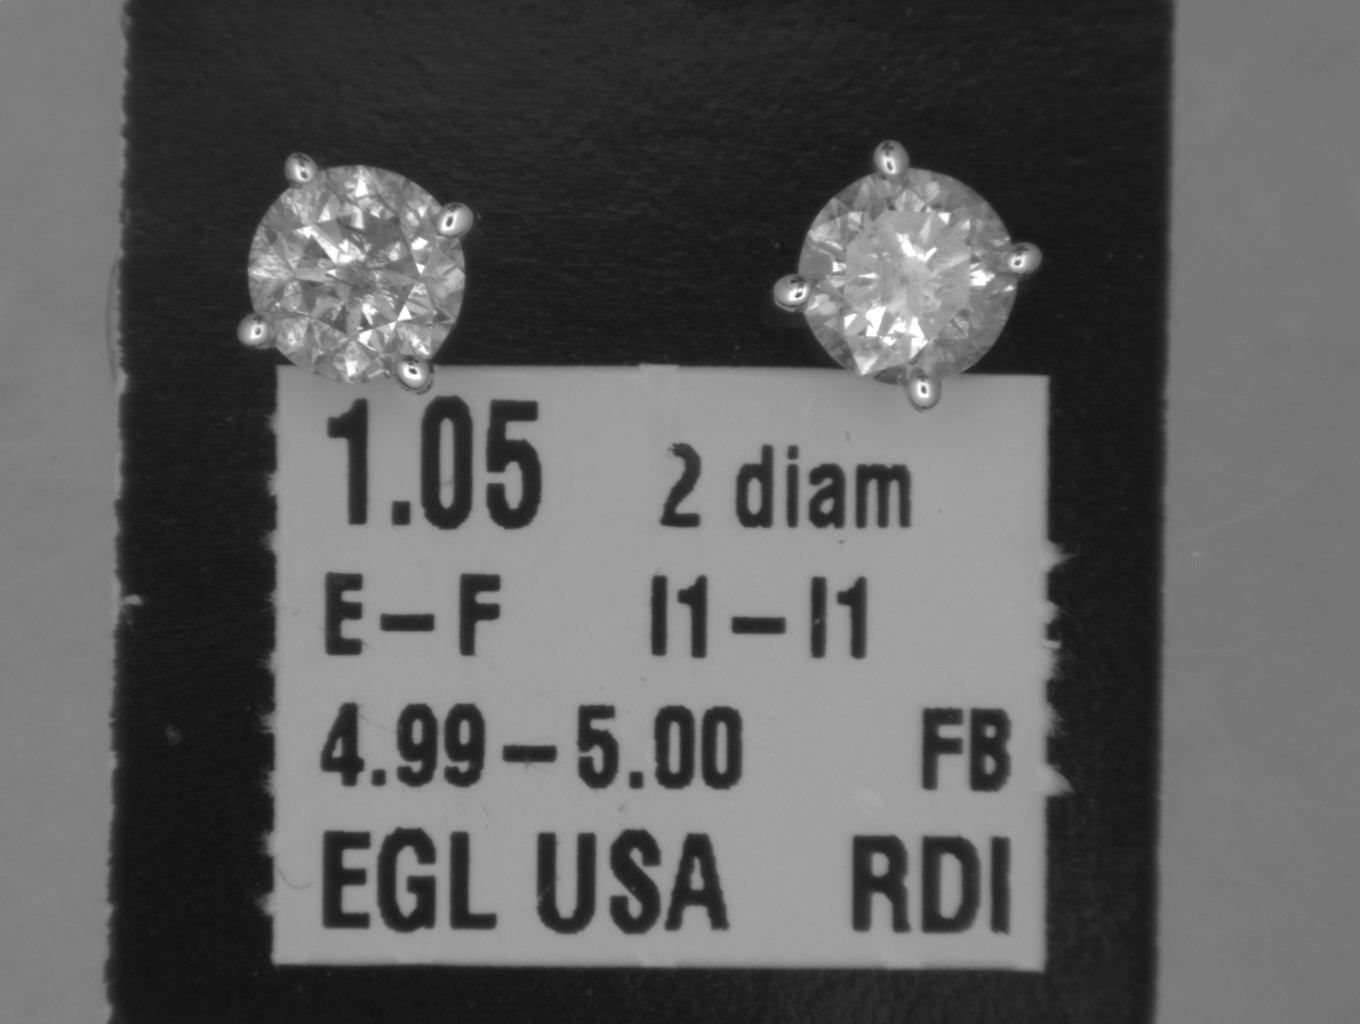 1.05 2 diam
E-F I1-I1
4.99-5.00 FB
EGL USA RDI